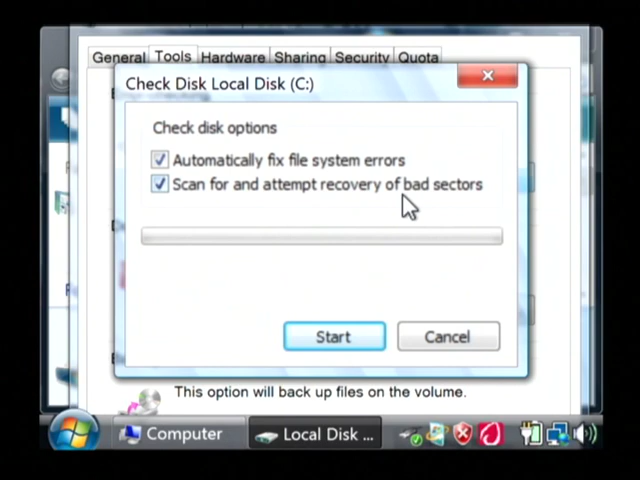 General Tools Hardware Sharing Security Quota
Check Disk Local Disk (C:)
Check disk options
Automatically fix file system errors
Scan for and attempt recovery of bad sectors
Start Cancel
This option will back up files on the volume.
Computer Local Disk ...